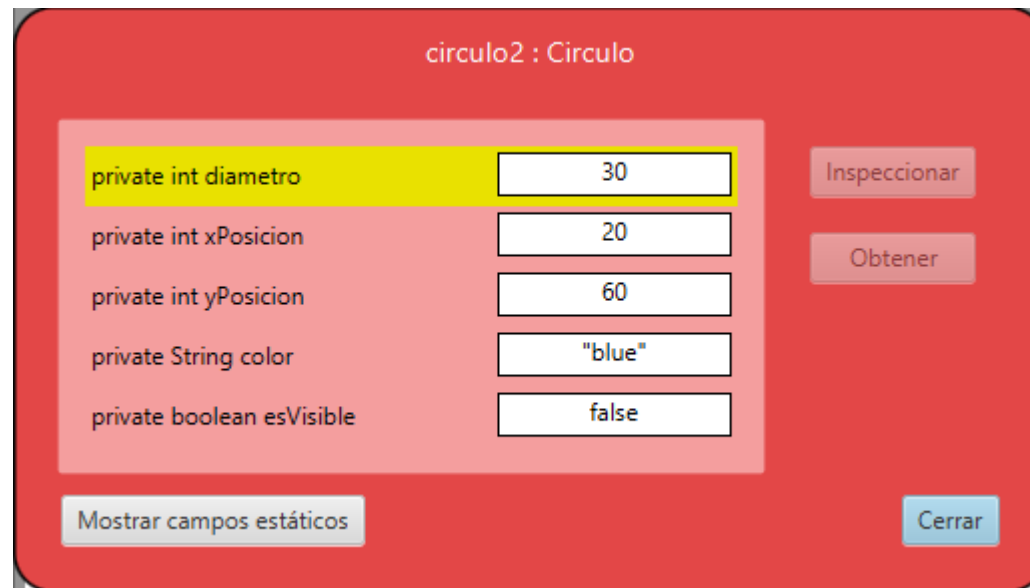 circulo2 : Circulo
private int diametro 30
Inspeccionar
private int xPosicion 20
Obtener
private int yPosicion 60
private String color "blue"
private boolean esVisible false
Mostrar campos estáticos
Cerrar